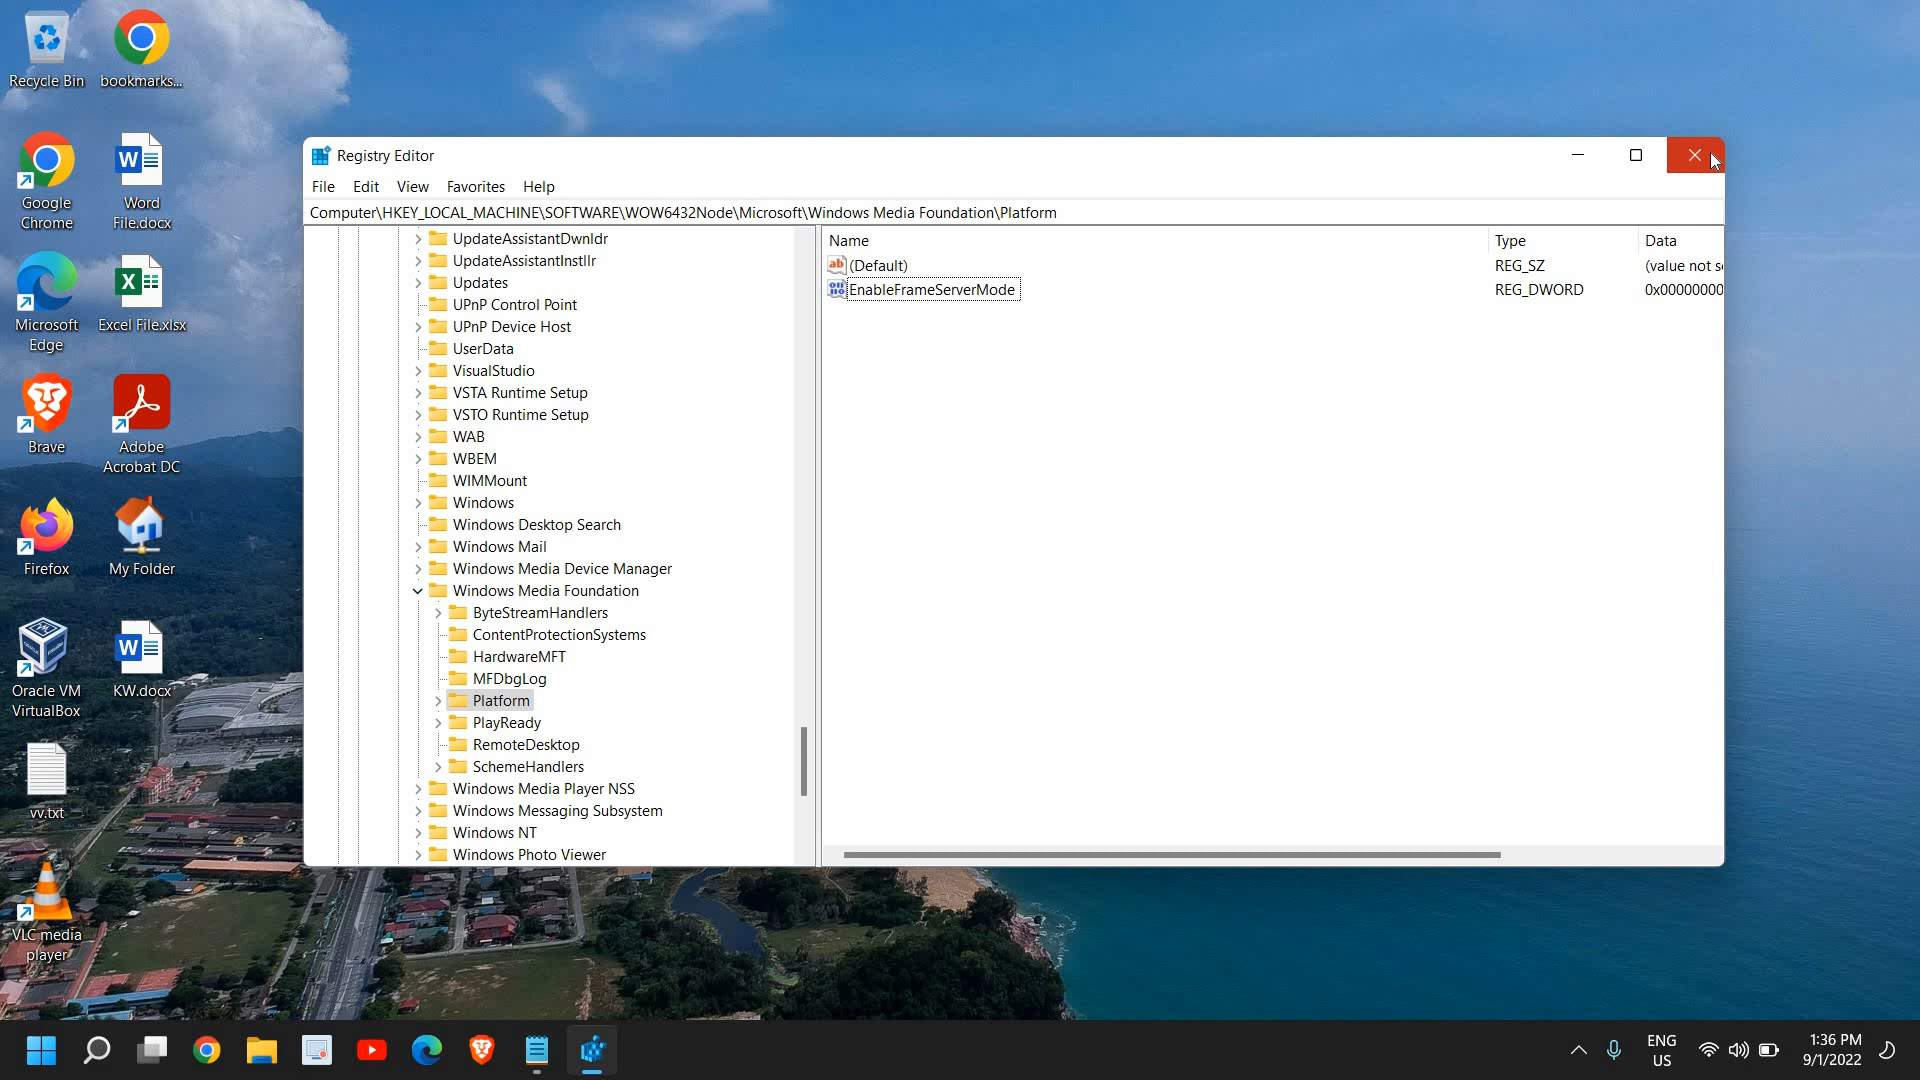 Recycle Bin
bookmarks...
Google
Chrome
Word
File.docx
Microsoft
Edge
Excel File.xlsx
Brave
Adobe
Acrobat DC
Firefox
My Folder
Oracle VM
VirtualBox
KW.docx
vv.txt
VLC media
player
Registry Editor
File Edit View Favorites Help
Computer\HKEY_LOCAL_MACHINE\SOFTWARE\WOW6432Node\Microsoft\Windows Media Foundation\Platform
UpdateAssistantDwnldr
UpdateAssistantInstllr
Updates
UPnP Control Point
UPnP Device Host
UserData
VisualStudio
VSTA Runtime Setup
VSTO Runtime Setup
WAB
WBEM
WIMMount
Windows
Windows Desktop Search
Windows Mail
Windows Media Device Manager
Windows Media Foundation
ByteStreamHandlers
ContentProtectionSystems
HardwareMFT
MFDbgLog
Platform
PlayReady
RemoteDesktop
SchemeHandlers
Windows Media Player NSS
Windows Messaging Subsystem
Windows NT
Windows Photo Viewer
Name Type Data
(Default) REG_SZ (value not s
EnableFrameServerMode REG_DWORD 0x00000000
ENG
US
1:36 PM
9/1/2022